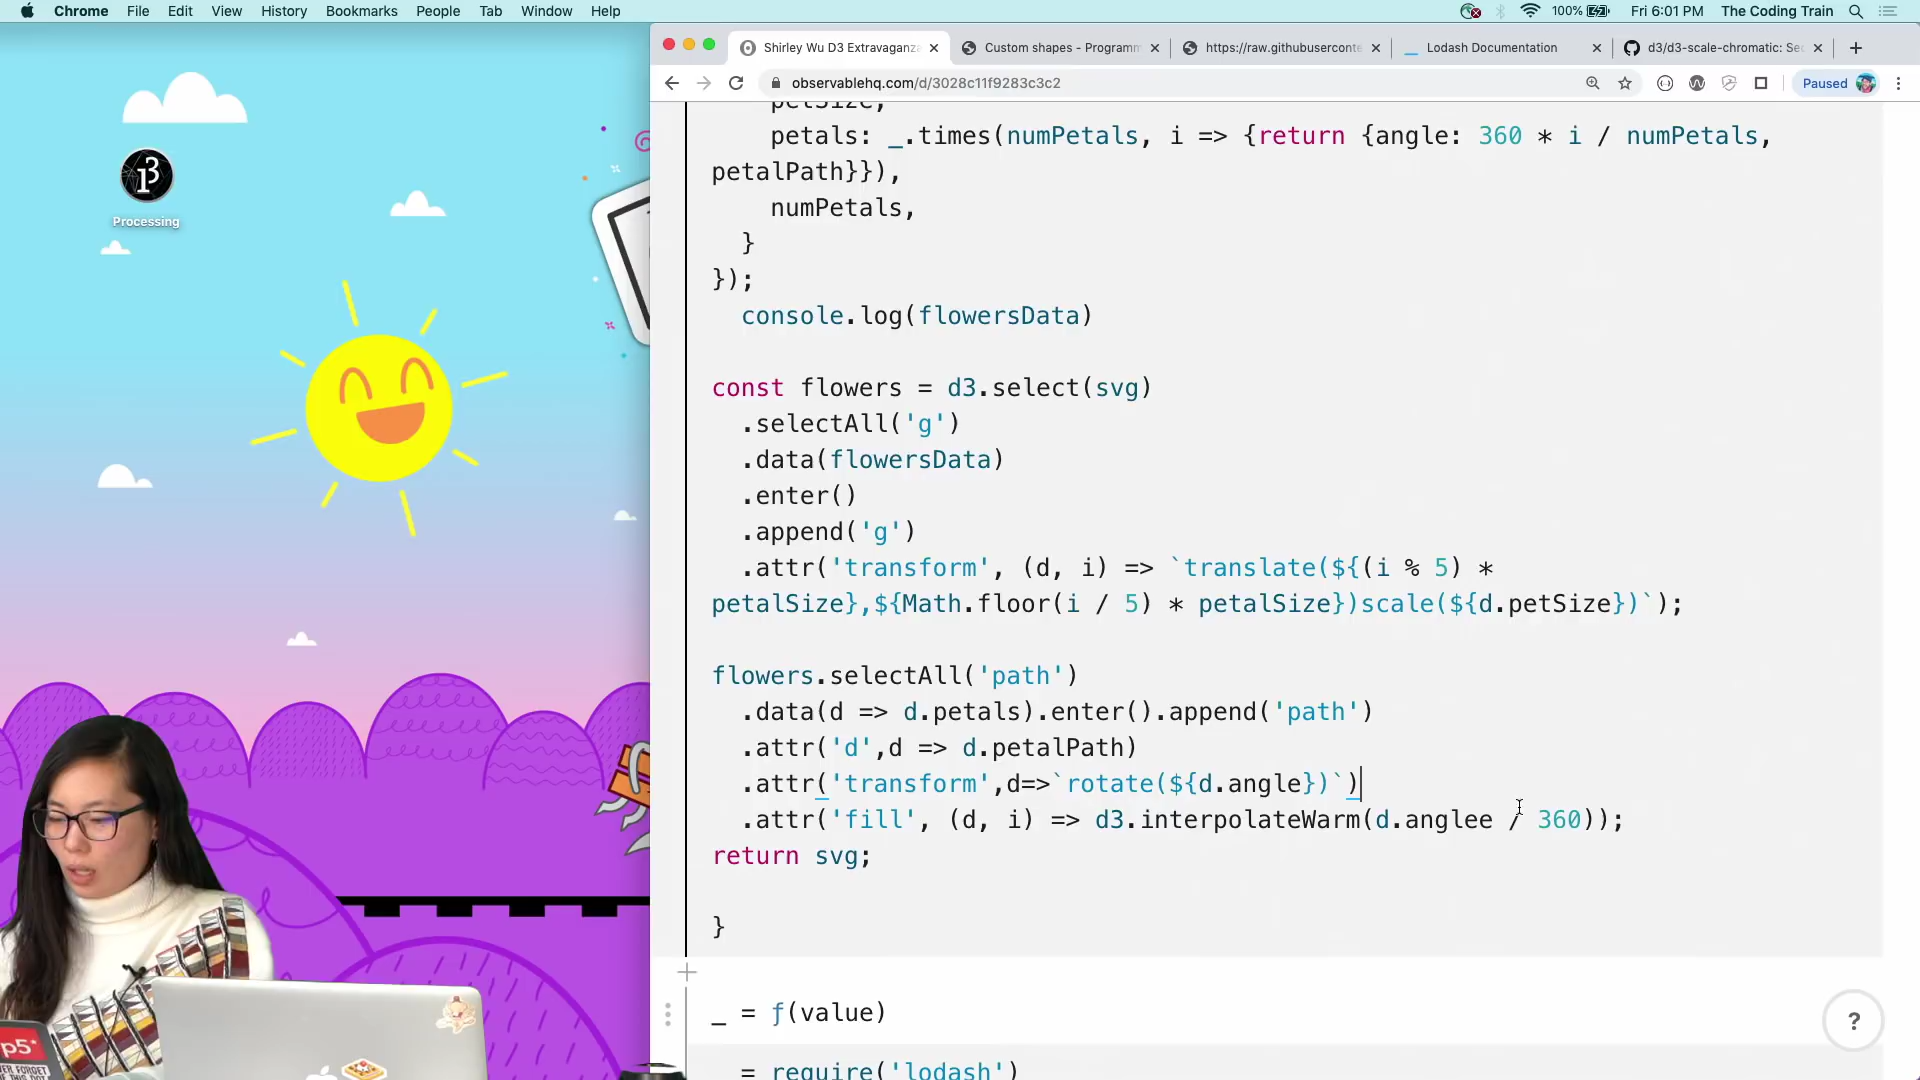 Chrome File Edit View History Bookmarks People Tab Window Help 100% Fri 6:01 PM The Coding Train
Shirley Wu D3 Extravaganza Custom shapes - Programm https://raw.githubuserconte Lodash Documentation d3/d3-scale-chromatic: Se
observablehq.com/d/3028c11f9283c3c2 Paused
petSize,
petals: _.times(numPetals, i => {return {angle: 360 * i / numPetals,
petalPath}}),
numPetals,
}
});
console.log(flowersData)
const flowers = d3.select(svg)
.selectAll('g')
.data(flowersData)
.enter()
.append('g')
.attr('transform', (d, i) => `translate(${(i % 5) *
petalSize},${Math.floor(i / 5) * petalSize})scale(${d.petSize})`);
flowers.selectAll('path')
.data(d => d.petals).enter().append('path')
.attr('d',d => d.petalPath)
.attr('transform',d=>`rotate(${d.angle})`)
.attr('fill', (d, i) => d3.interpolateWarm(d.anglee / 360));
return svg;
}
_ = ƒ(value)
_ = require('lodash')
?
Processing
p5*